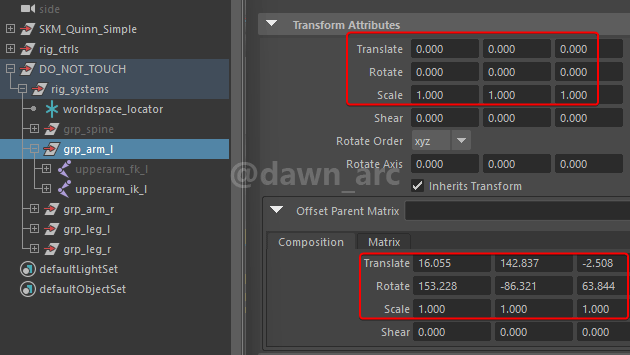 side
SKM_Quinn_Simple
rig_ctrls
DO_NOT_TOUCH
rig_systems
worldspace_locator
grp_spine
grp_arm_l
upperarm_fk_l
upperarm_ik_l
grp_arm_r
grp_leg_l
grp_leg_r
defaultLightSet
defaultObjectSet
Transform Attributes
Translate 0.000 0.000 0.000
Rotate 0.000 0.000 0.000
Scale 1.000 1.000 1.000
Shear 0.000 0.000 0.000
Rotate Order xyz
Rotate Axis 0.000 0.000 0.000
Inherits Transform
Offset Parent Matrix
Composition Matrix
Translate 16.055 142.837 -2.508
Rotate 153.228 -86.321 63.844
Scale 1.000 1.000 1.000
Shear 0.000 0.000 0.000
@dawn_arc